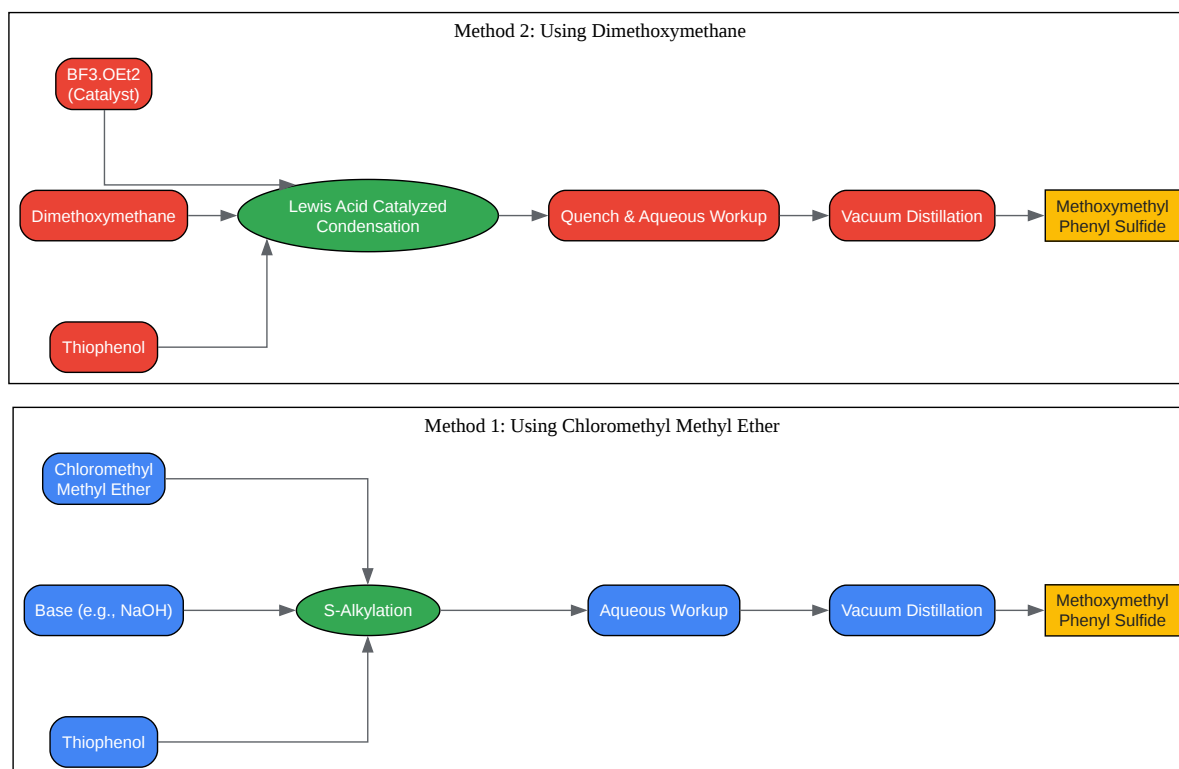 Method 2: Using Dimethoxymethane
BF3.OEt2
(Catalyst)
Dimethoxymethane
Lewis Acid Catalyzed
Condensation
Quench & Aqueous Workup
Vacuum Distillation
Methoxymethyl
Phenyl Sulfide
Thiophenol
Method 1: Using Chloromethyl Methyl Ether
Chloromethyl
Methyl Ether
Base (e.g., NaOH)
S-Alkylation
Aqueous Workup
Vacuum Distillation
Methoxymethyl
Phenyl Sulfide
Thiophenol